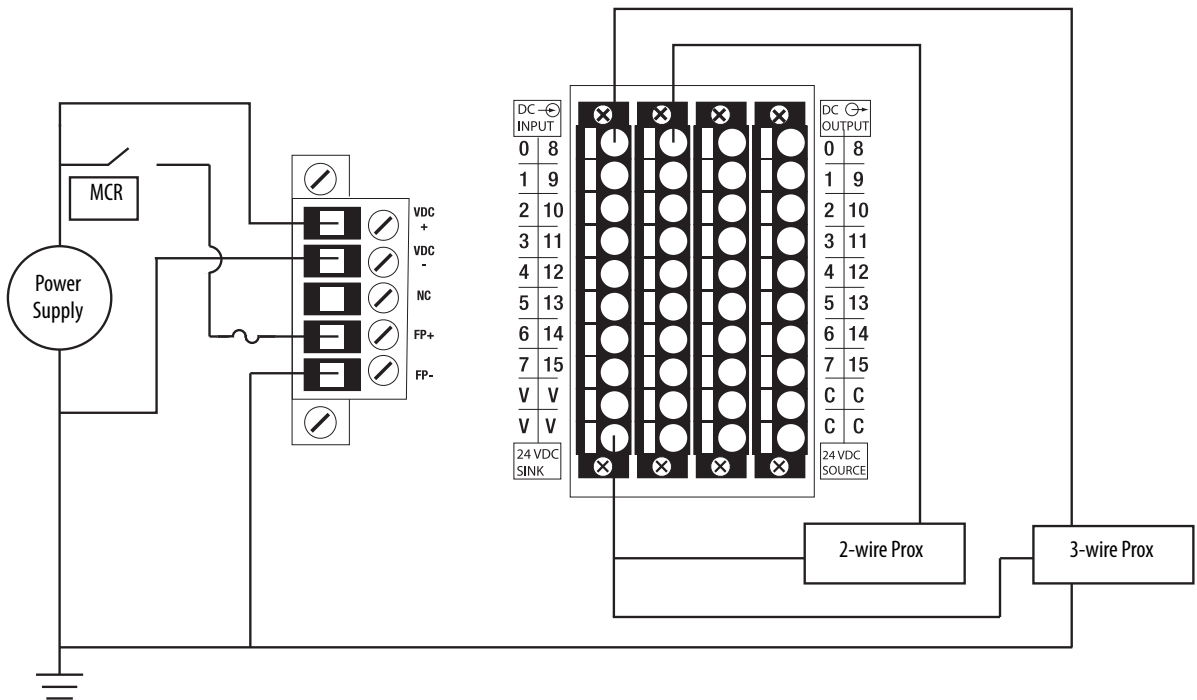 MCR
Power
Supply
VDC
+
VDC
-
NC
FP+
FP-
DC
INPUT
0 8
1 9
2 10
3 11
4 12
5 13
6 14
7 15
V V
V V
24 VDC
SINK
DC
OUTPUT
0 8
1 9
2 10
3 11
4 12
5 13
6 14
7 15
C C
C C
24 VDC
SOURCE
2-wire Prox
3-wire Prox